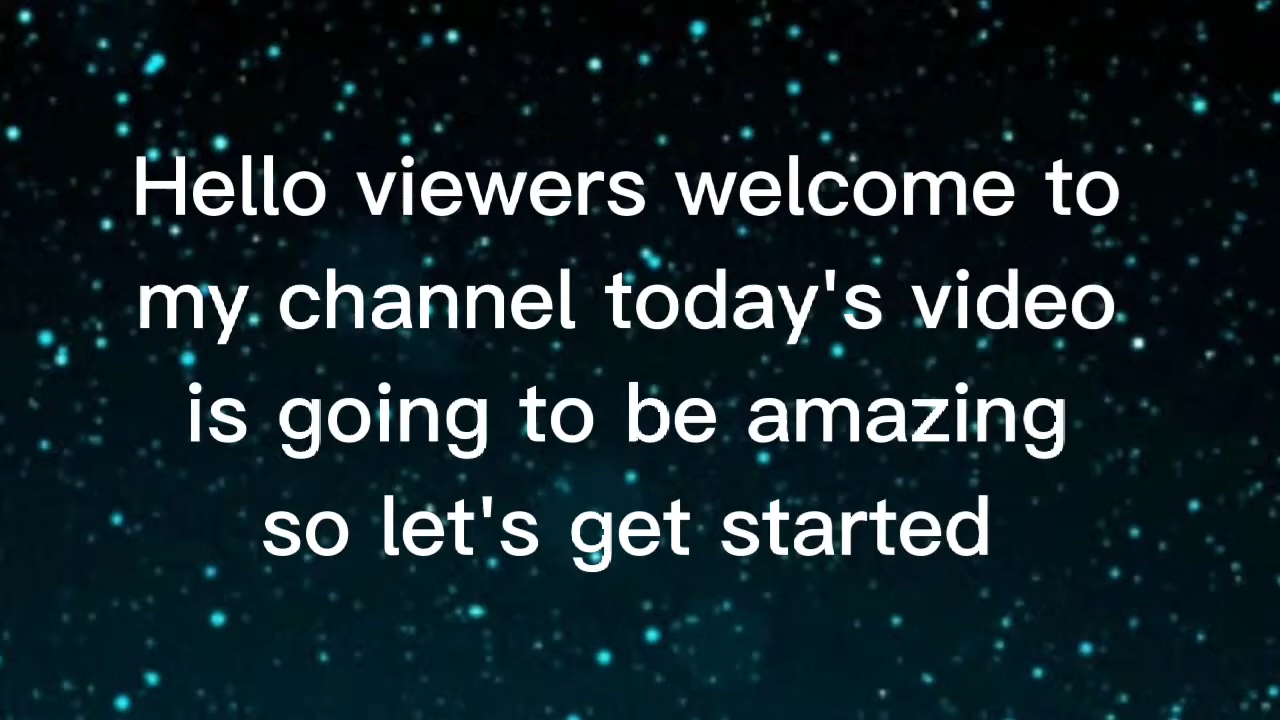 Hello viewers welcome to
my channel today's video
is going to be amazing
so let's get started